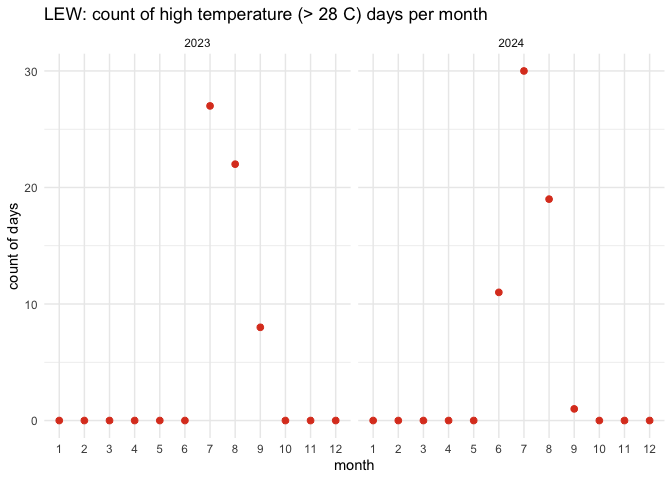 LEW: count of high temperature (> 28 C) days per month
2023 2024
30
20
10
0
count of days
1 2 3 4 5 6 7 8 9 10 11 12 1 2 3 4 5 6 7 8 9 10 11 12
month